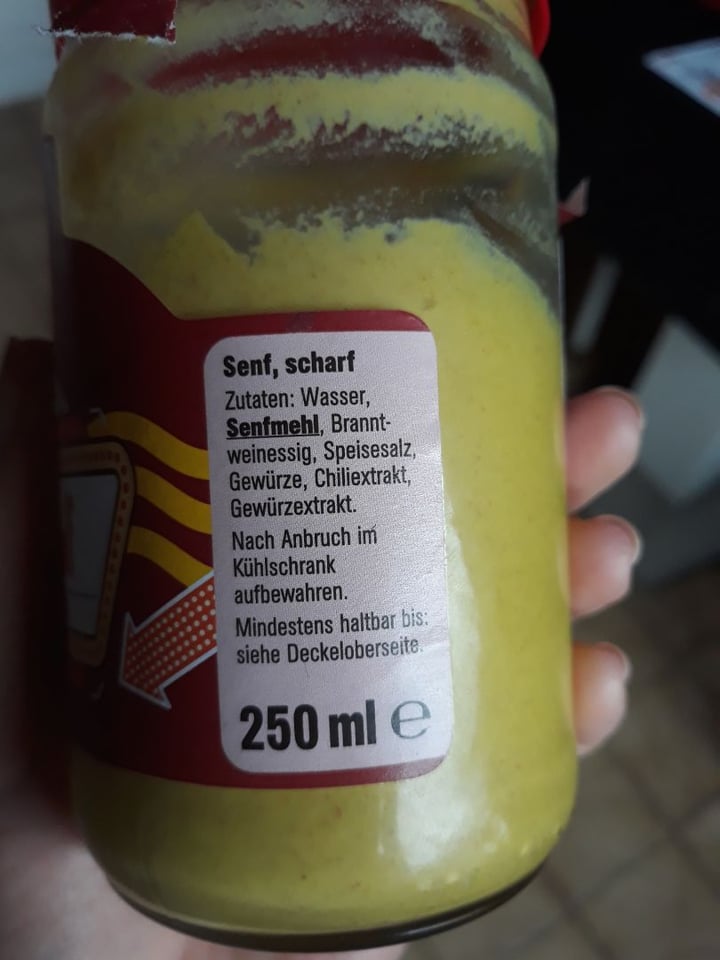 Senf, scharf
Zutaten: Wasser,
Senfmehl, Brannt-
weinessig, Speisesalz,
Gewürze, Chiliextrakt,
Gewürzextrakt.
Nach Anbruch im
Kühlschrank
aufbewahren.
Mindestens haltbar bis:
siehe Deckeloberseite.
250 ml ℮